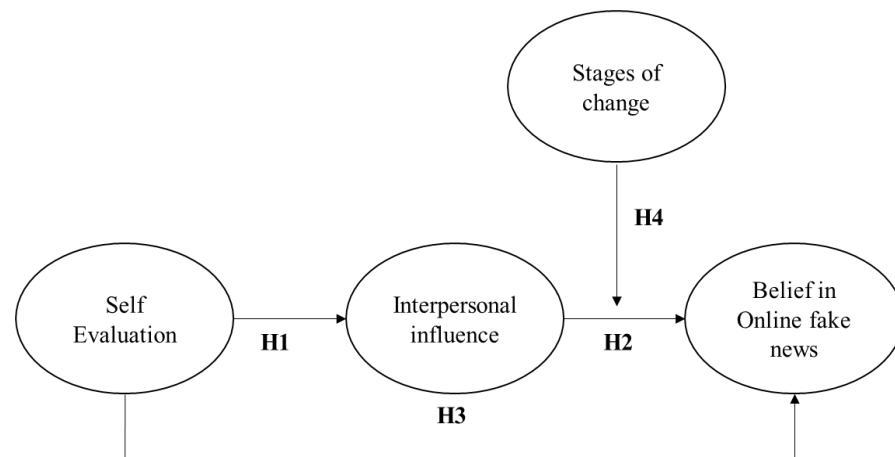 Stages of
change
H4
Self
Evaluation
H1
Interpersonal
influence
H2
Belief in
Online fake
news
H3